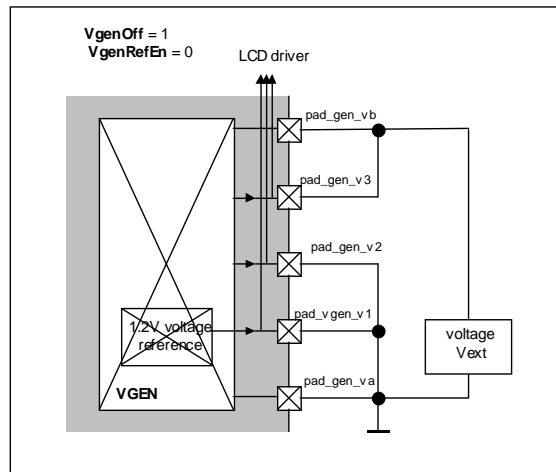 VgenOff = 1
VgenRefEn = 0
LCD driver
pad_gen_vb
pad_gen_v3
pad_gen_v2
pad_vgen_v1
1.2V voltage
reference
voltage
Vext
pad_gen_va
VGEN